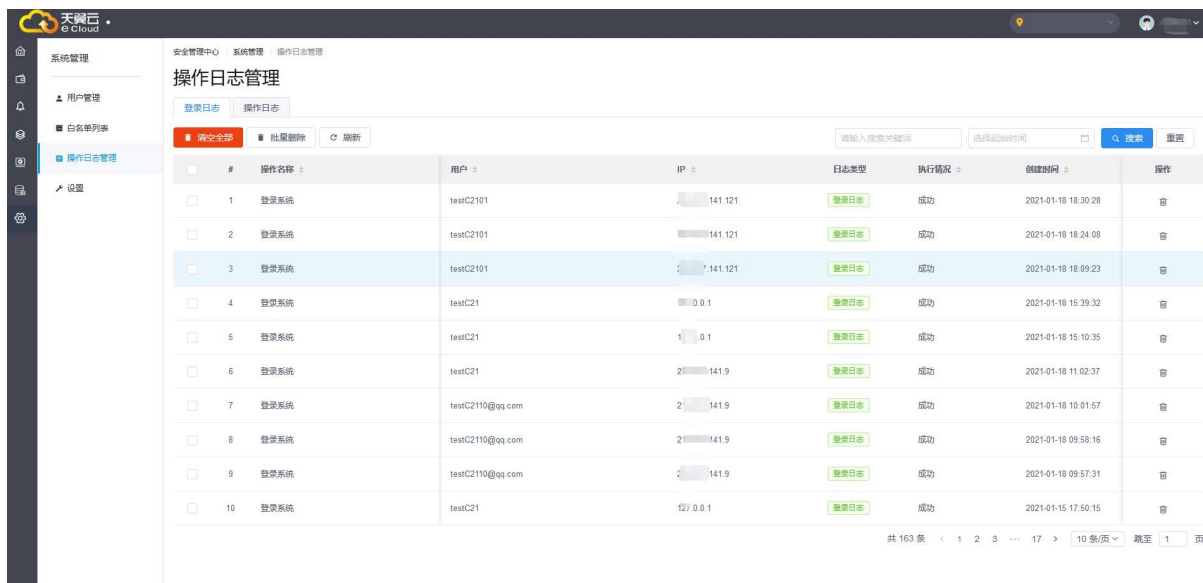 天翼云
e Cloud
系统管理
用户管理
白名单列表
操作日志管理
设置
安全管理中心 系统管理 操作日志管理
操作日志管理
登录日志 操作日志
清空全部 批量删除 刷新 请输入搜索关键词 选择起始时间 搜索 重置
# 操作名称 用户 IP 日志类型 执行情况 创建时间 操作
1 登录系统 testC2101 141.121 登录日志 成功 2021-01-18 18:30:28
2 登录系统 testC2101 141.121 登录日志 成功 2021-01-18 18:24:08
3 登录系统 testC2101 .141.121 登录日志 成功 2021-01-18 18:09:23
4 登录系统 testC21 0.0.1 登录日志 成功 2021-01-18 15:39:32
5 登录系统 testC21 1 .0.1 登录日志 成功 2021-01-18 15:10:35
6 登录系统 testC21 2 141.9 登录日志 成功 2021-01-18 11:02:37
7 登录系统 testC2110@qq.com 2 141.9 登录日志 成功 2021-01-18 10:01:57
8 登录系统 testC2110@qq.com 2 141.9 登录日志 成功 2021-01-18 09:58:16
9 登录系统 testC2110@qq.com 141.9 登录日志 成功 2021-01-18 09:57:31
10 登录系统 testC21 127.0.0.1 登录日志 成功 2021-01-15 17:50:15
共 163 条 < 1 2 3 ··· 17 > 10 条/页 跳至 1 页